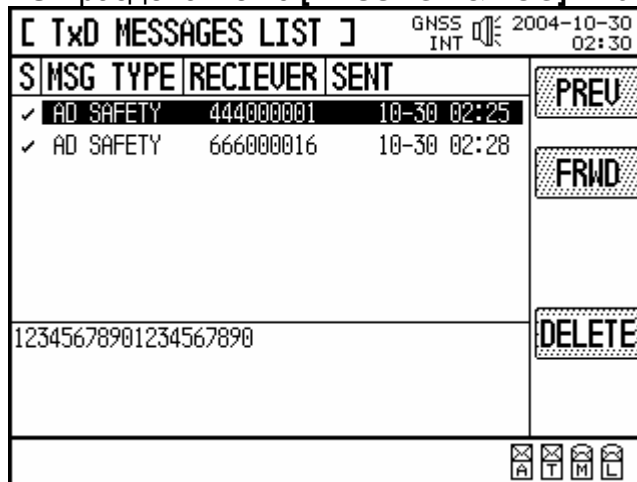 [ TxD MESSAGES LIST ] GNSS INT 2004-10-30 02:30
S MSG TYPE RECIEVER SENT
✓ AD SAFETY 444000001 10-30 02:25
✓ AD SAFETY 666000016 10-30 02:28
PREV
FRWD
DELETE
12345678901234567890
A T M L